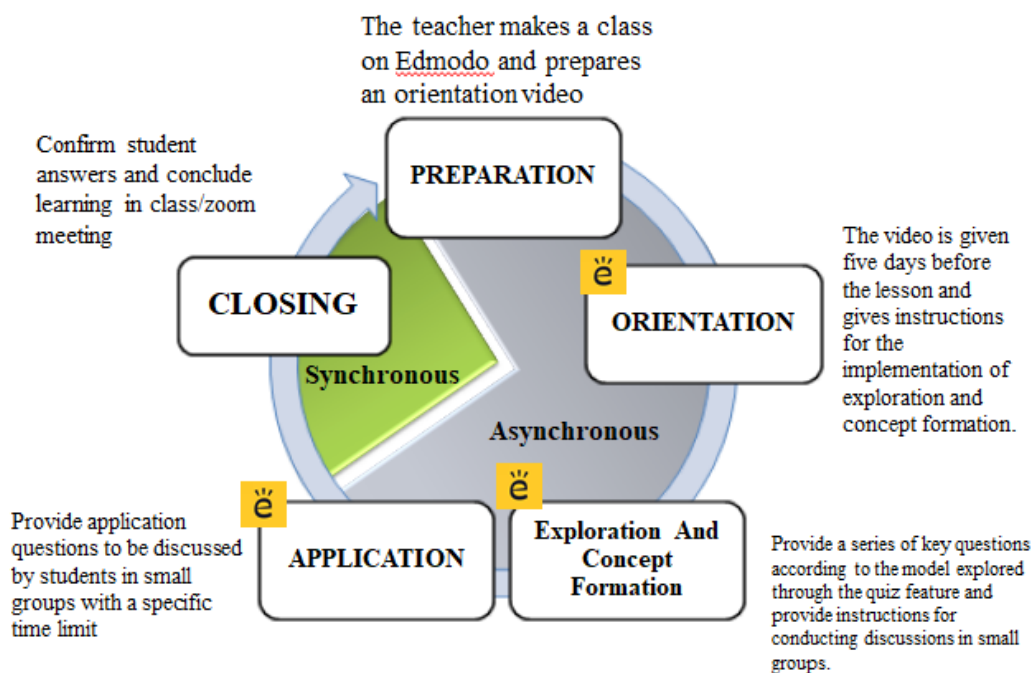 The teacher makes a class
on Edmodo and prepares
an orientation video
PREPARATION
Confirm student
answers and conclude
learning in class/zoom
meeting
CLOSING
The video is given
five days before
the lesson and
gives instructions
for the
implementation of
exploration and
concept formation.
ORIENTATION
Synchronous
Asynchronous
Provide application
questions to be discussed
by students in small
groups with a specific
time limit
APPLICATION
Exploration And
Concept
Formation
Provide a series of key questions
according to the model explored
through the quiz feature and
provide instructions for
conducting discussions in small
groups.